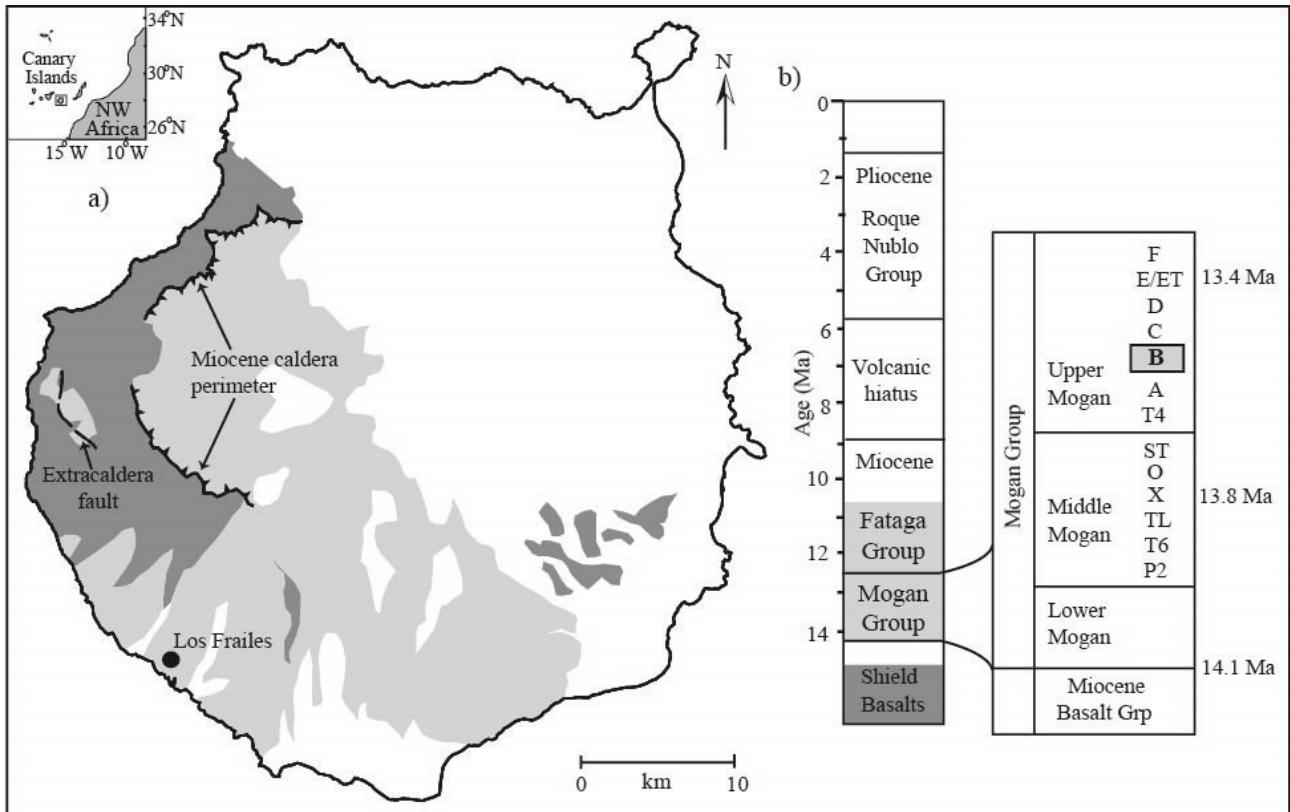 Canary
Islands
NW
Africa
34°N
30°N
26°N
15°W 10°W
a)
N
Miocene caldera
perimeter
Extracaldera
fault
Los Frailes
0 10
km
b)
Age (Ma)
0
2
4
6
8
10
12
14
Pliocene
Roque
Nublo
Group
Volcanic
hiatus
Miocene
Fataga
Group
Mogan
Group
Shield
Basalts
Mogan Group
Upper
Mogan
F
E/ET
D
C
B
A
T4
Middle
Mogan
ST
O
X
TL
T6
P2
Lower
Mogan
Miocene
Basalt Grp
13.4 Ma
13.8 Ma
14.1 Ma